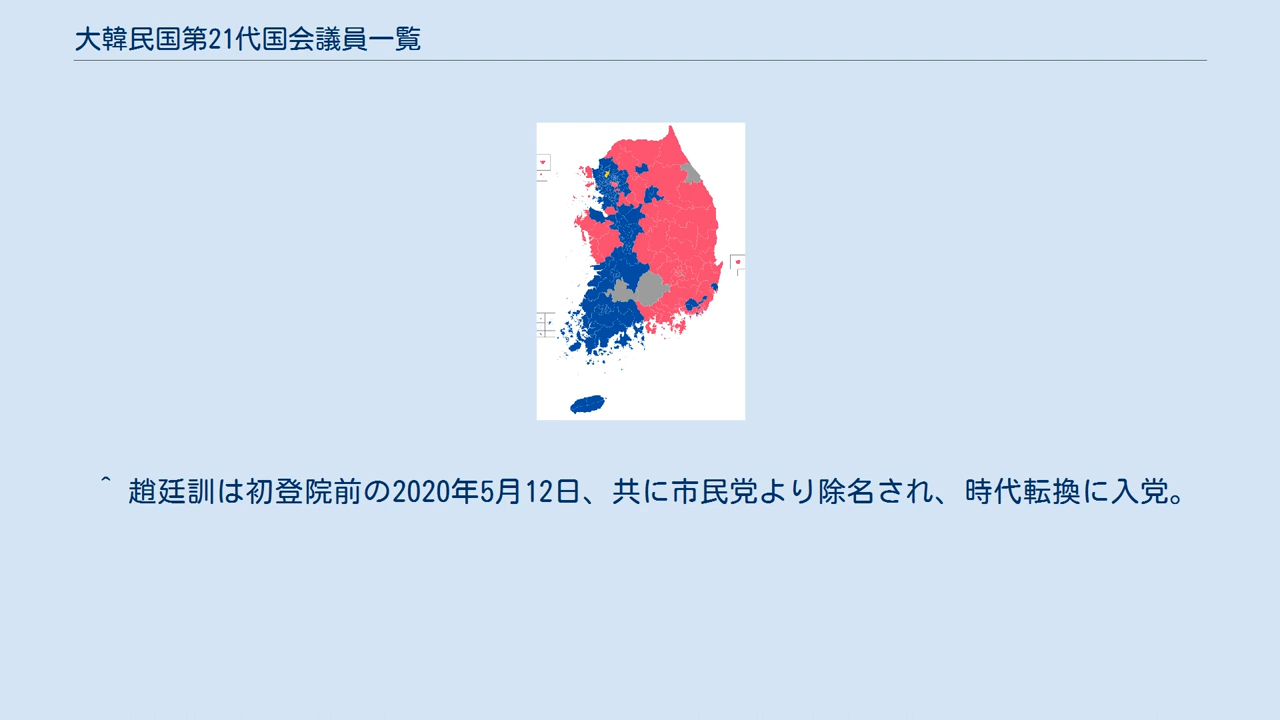 大韓民国第21代国会議員一覧
^ 趙廷訓は初登院前の2020年5月12日、共に市民党より除名され、時代転換に入党。